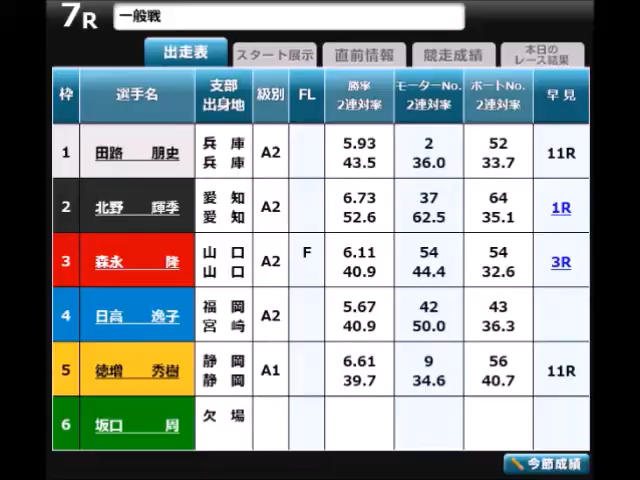 7R 一般戦
出走表 スタート展示 直前情報 競走成績 本日のレース結果
枠 選手名 支部 出身地 級別 FL 勝率 2連対率 モーターNo. 2連対率 ボートNo. 2連対率 早見
1 田路 朋史 兵庫 兵庫 A2 5.93 43.5 2 36.0 52 33.7 11R
2 北野 輝季 愛知 愛知 A2 6.73 52.6 37 62.5 64 35.1 1R
3 森永 隆 山口 山口 A2 F 6.11 40.9 54 44.4 54 32.6 3R
4 日高 逸子 福岡 宮崎 A2 5.67 40.9 42 50.0 43 36.3
5 徳増 秀樹 静岡 静岡 A1 6.61 39.7 9 34.6 56 40.7 11R
6 坂口 周 欠場
今節成績